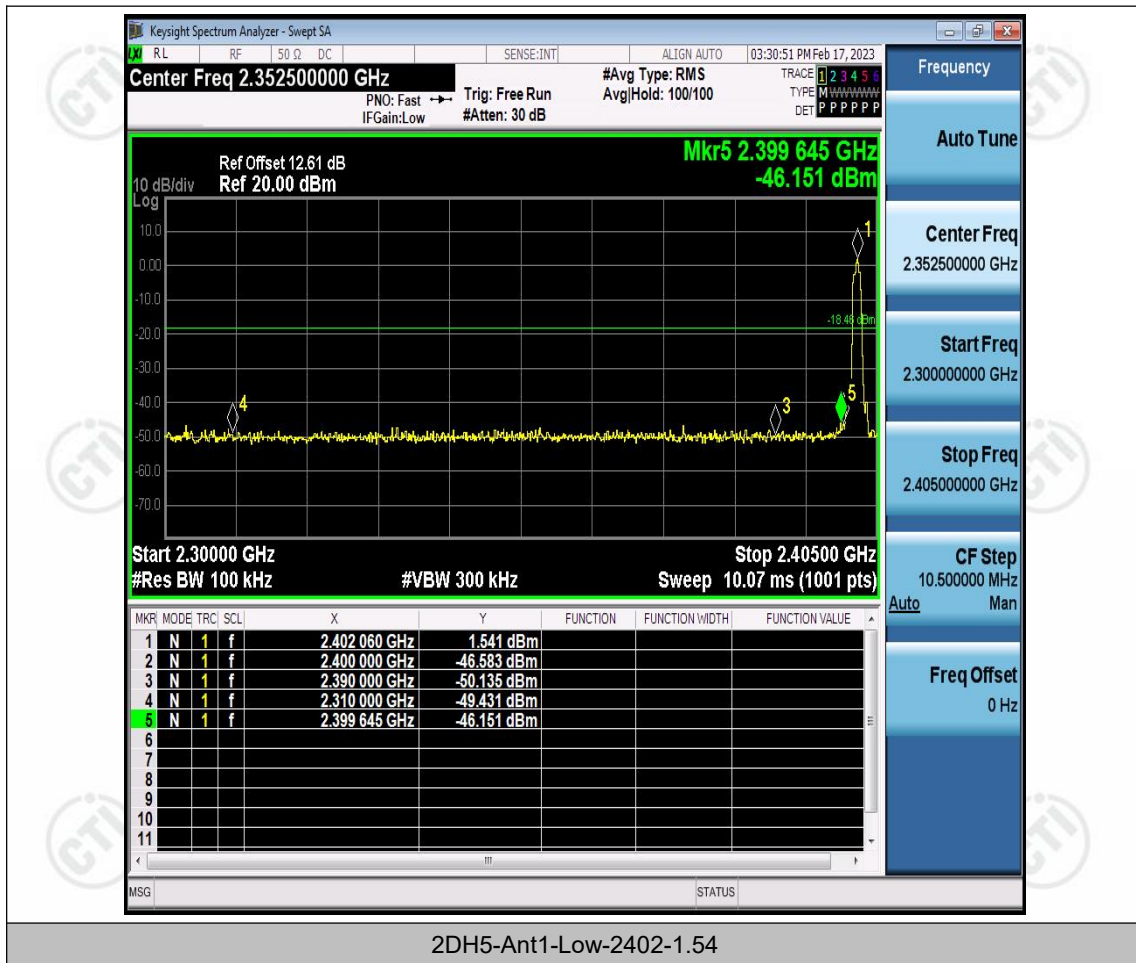 Keysight Spectrum Analyzer - Swept SA
LXI RL RF 50 Ω DC SENSE:INT ALIGN AUTO 03:30:51 PM Feb 17, 2023
Center Freq 2.352500000 GHz
PNO: Fast
IFGain:Low
Trig: Free Run
#Atten: 30 dB
#Avg Type: RMS
Avg|Hold: 100/100
TRACE 1 2 3 4 5 6
TYPE M W W W W W
DET P P P P P P
Ref Offset 12.61 dB
Ref 20.00 dBm
10 dB/div
Log
Mkr5 2.399 645 GHz
-46.151 dBm
10.0
0.00
-10.0
-20.0
-30.0
-40.0
-50.0
-60.0
-70.0
1
-18.46 dBm
4
3
5
Start 2.30000 GHz Stop 2.40500 GHz
#Res BW 100 kHz #VBW 300 kHz Sweep 10.07 ms (1001 pts)
MKR MODE TRC SCL X Y FUNCTION FUNCTION WIDTH FUNCTION VALUE
1 N 1 f 2.402 060 GHz 1.541 dBm
2 N 1 f 2.400 000 GHz -46.583 dBm
3 N 1 f 2.390 000 GHz -50.135 dBm
4 N 1 f 2.310 000 GHz -49.431 dBm
5 N 1 f 2.399 645 GHz -46.151 dBm
6
7
8
9
10
11
MSG STATUS
Frequency
Auto Tune
Center Freq
2.352500000 GHz
Start Freq
2.300000000 GHz
Stop Freq
2.405000000 GHz
CF Step
10.500000 MHz
Auto Man
Freq Offset
0 Hz
CTI
CTI
CTI
CTI
CTI
CTI
2DH5-Ant1-Low-2402-1.54